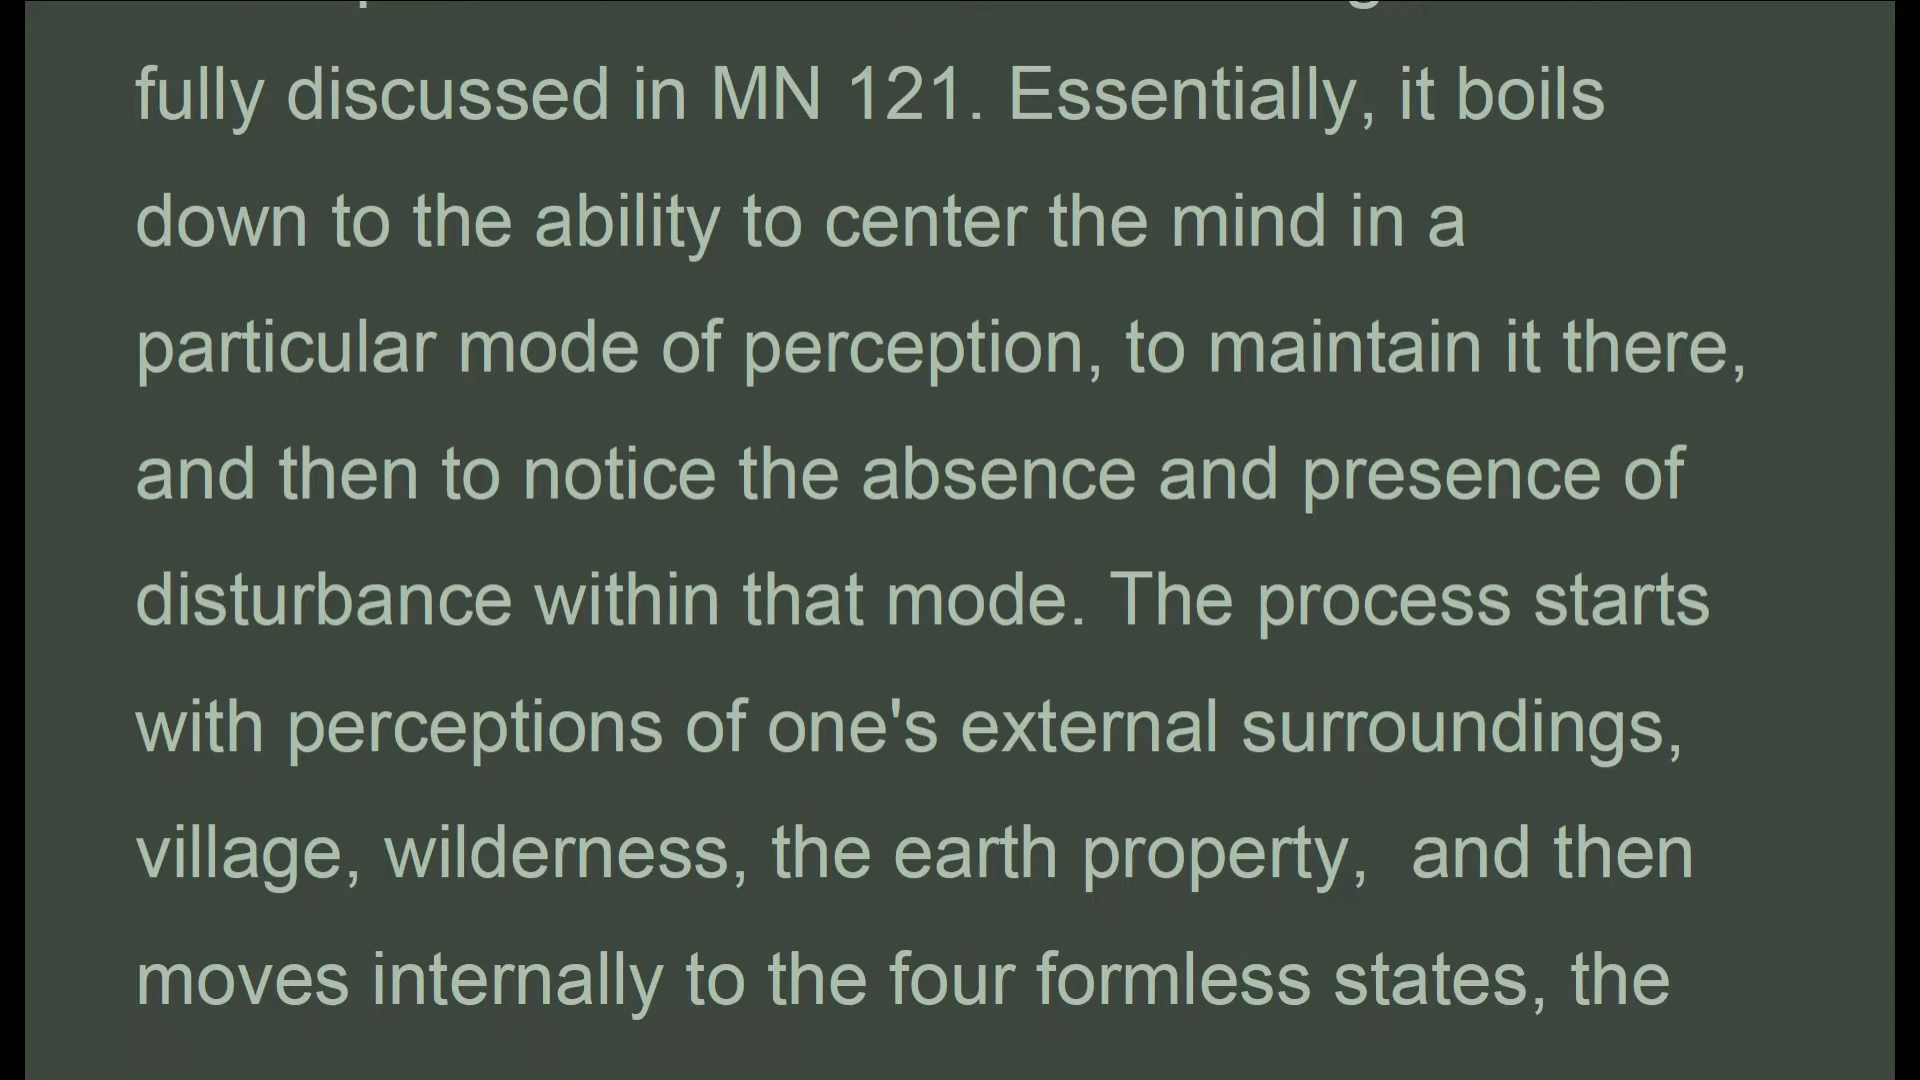 fully discussed in MN 121. Essentially, it boils
down to the ability to center the mind in a
particular mode of perception, to maintain it there,
and then to notice the absence and presence of
disturbance within that mode. The process starts
with perceptions of one's external surroundings,
village, wilderness, the earth property,  and then
moves internally to the four formless states, the